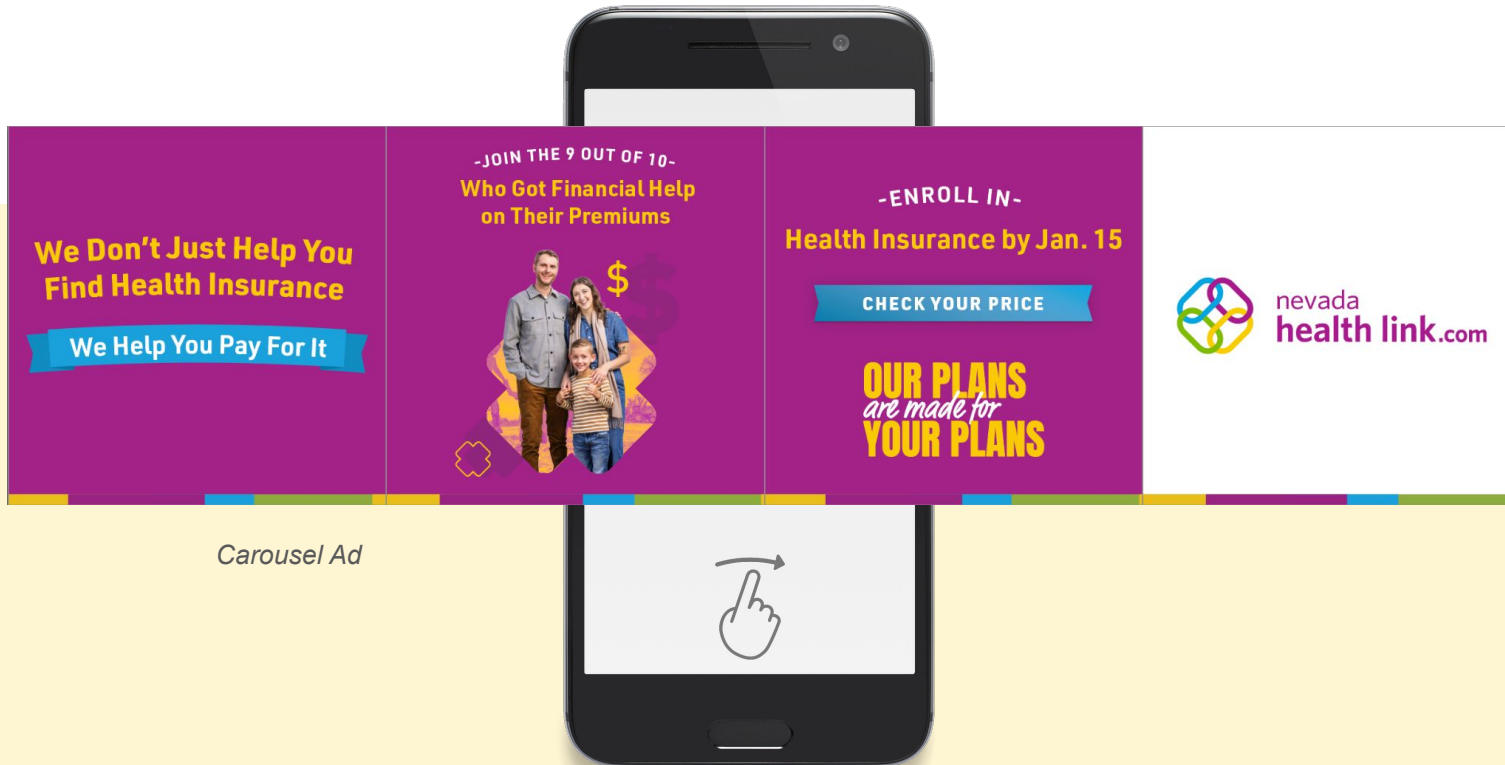 We Don't Just Help You
Find Health Insurance
We Help You Pay For It
-JOIN THE 9 OUT OF 10-
Who Got Financial Help
on Their Premiums
$
$
-ENROLL IN-
Health Insurance by Jan. 15
CHECK YOUR PRICE
OUR PLANS
are made for
YOUR PLANS
nevada
health link.com
Carousel Ad